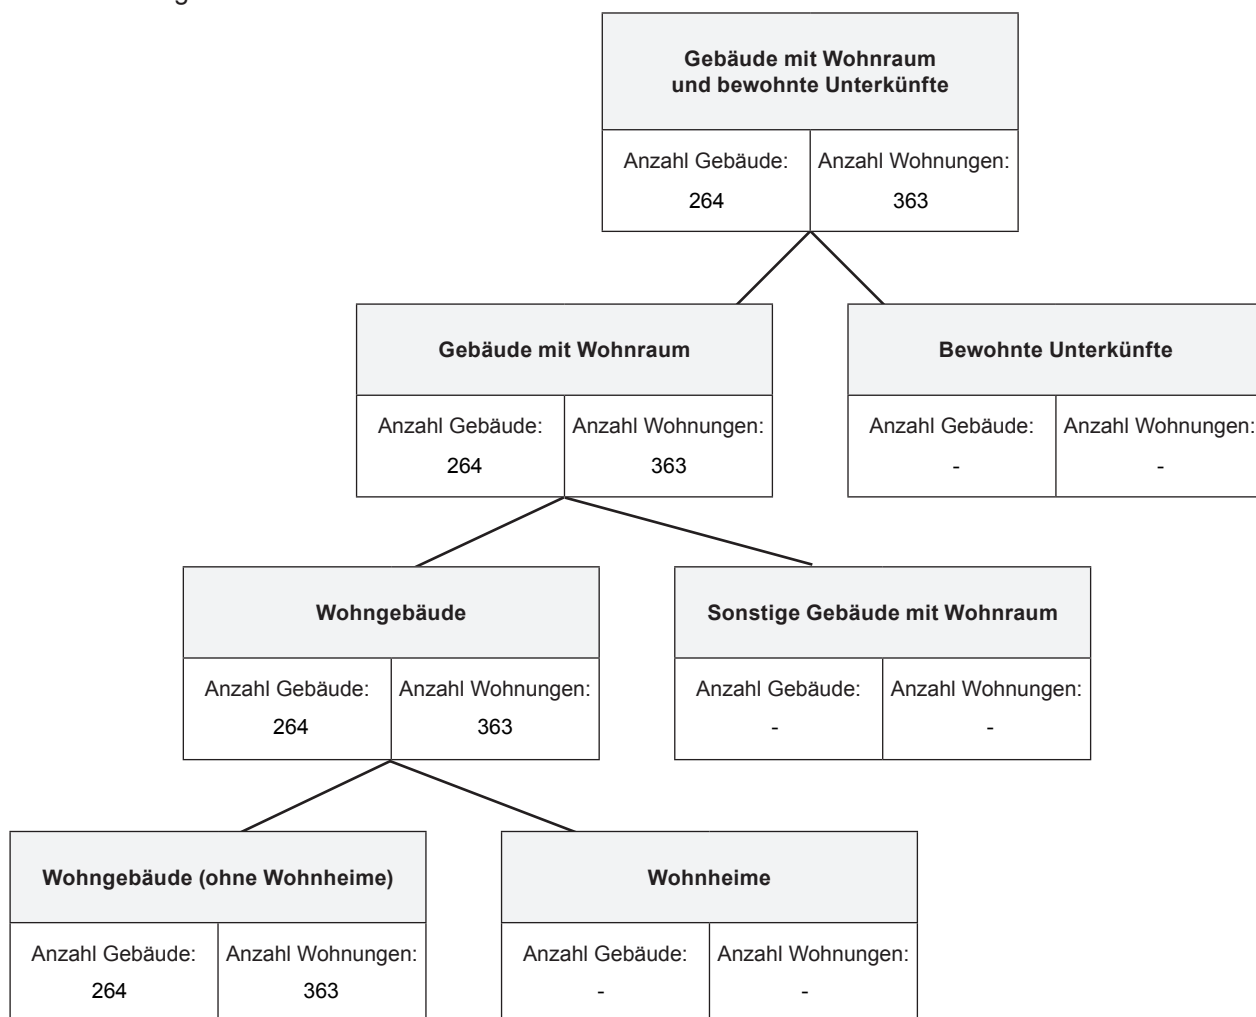 Gebäude mit Wohnraum
und bewohnte Unterkünfte
Anzahl Gebäude: Anzahl Wohnungen:
264 363
Gebäude mit Wohnraum
Bewohnte Unterkünfte
Anzahl Gebäude: Anzahl Wohnungen:
264 363
Anzahl Gebäude: Anzahl Wohnungen:
- -
Wohngebäude
Sonstige Gebäude mit Wohnraum
Anzahl Gebäude: Anzahl Wohnungen:
264 363
Anzahl Gebäude: Anzahl Wohnungen:
- -
Wohngebäude (ohne Wohnheime)
Wohnheime
Anzahl Gebäude: Anzahl Wohnungen:
264 363
Anzahl Gebäude: Anzahl Wohnungen:
- -